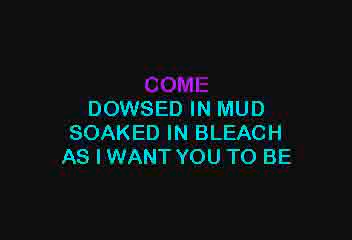 COME
DOWSED IN MUD
SOAKED IN BLEACH
AS I WANT YOU TO BE